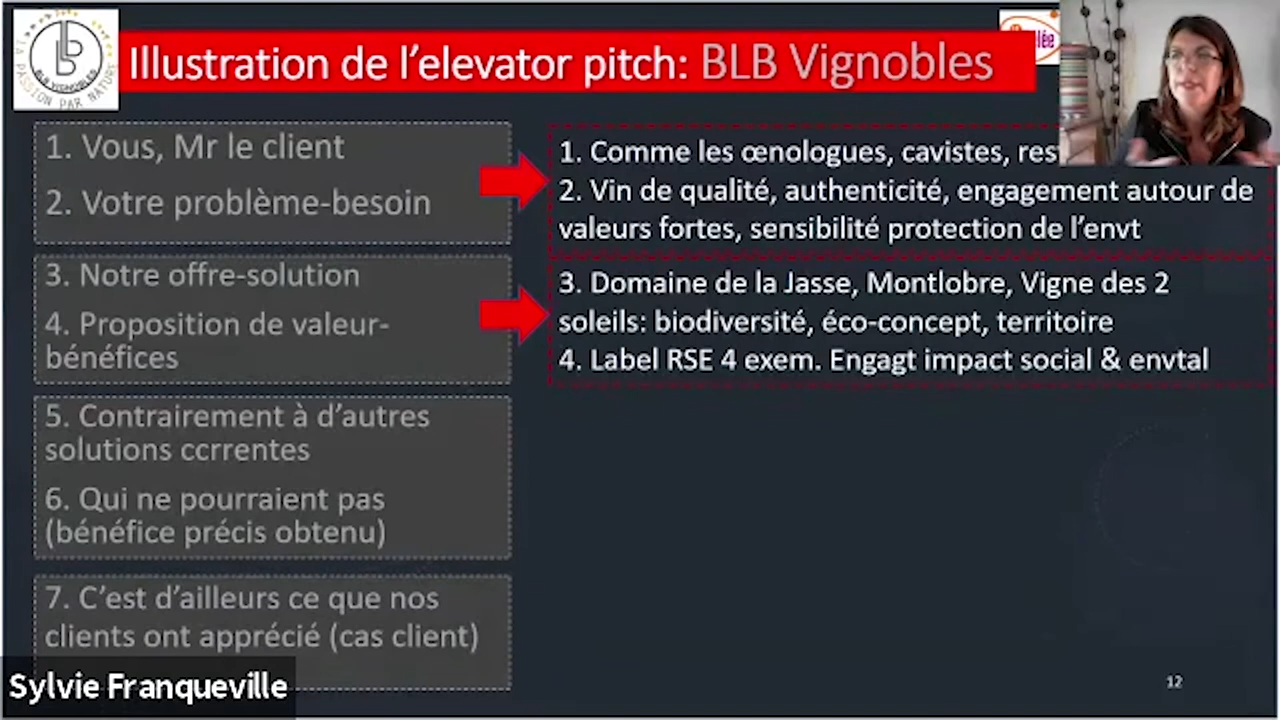 Illustration de l'elevator pitch: BLB Vignobles
1. Vous, Mr le client
2. Votre problème-besoin
3. Notre offre-solution
4. Proposition de valeur-
bénéfices
5. Contrairement à d'autres
solutions ccrrentes
6. Qui ne pourraient pas
(bénéfice précis obtenu)
7. C'est d'ailleurs ce que nos
clients ont apprécié (cas client)
1. Comme les œnologues, cavistes,
2. Vin de qualité, authenticité, engagement autour de
valeurs fortes, sensibilité protection de l'envt
3. Domaine de la Jasse, Montlobre, Vigne des 2
soleils: biodiversité, éco-concept, territoire
4. Label RSE 4 exem. Engagt impact social & envtal
Sylvie Franqueville
12